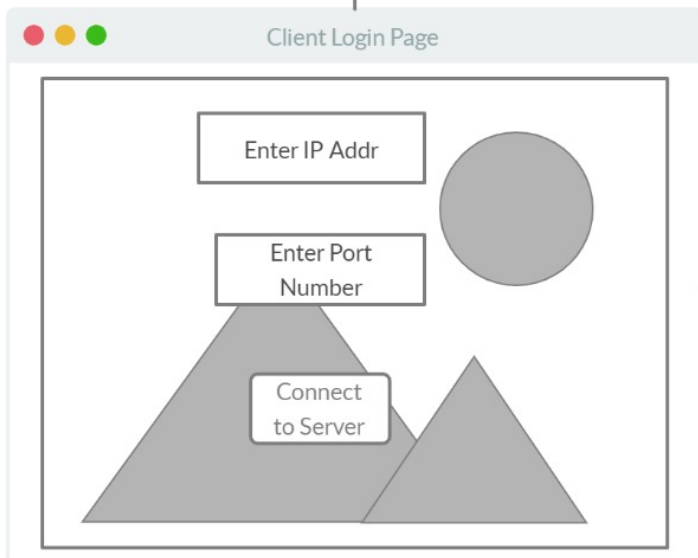 Client Login Page
Enter IP Addr
Enter Port
Number
Connect
to Server